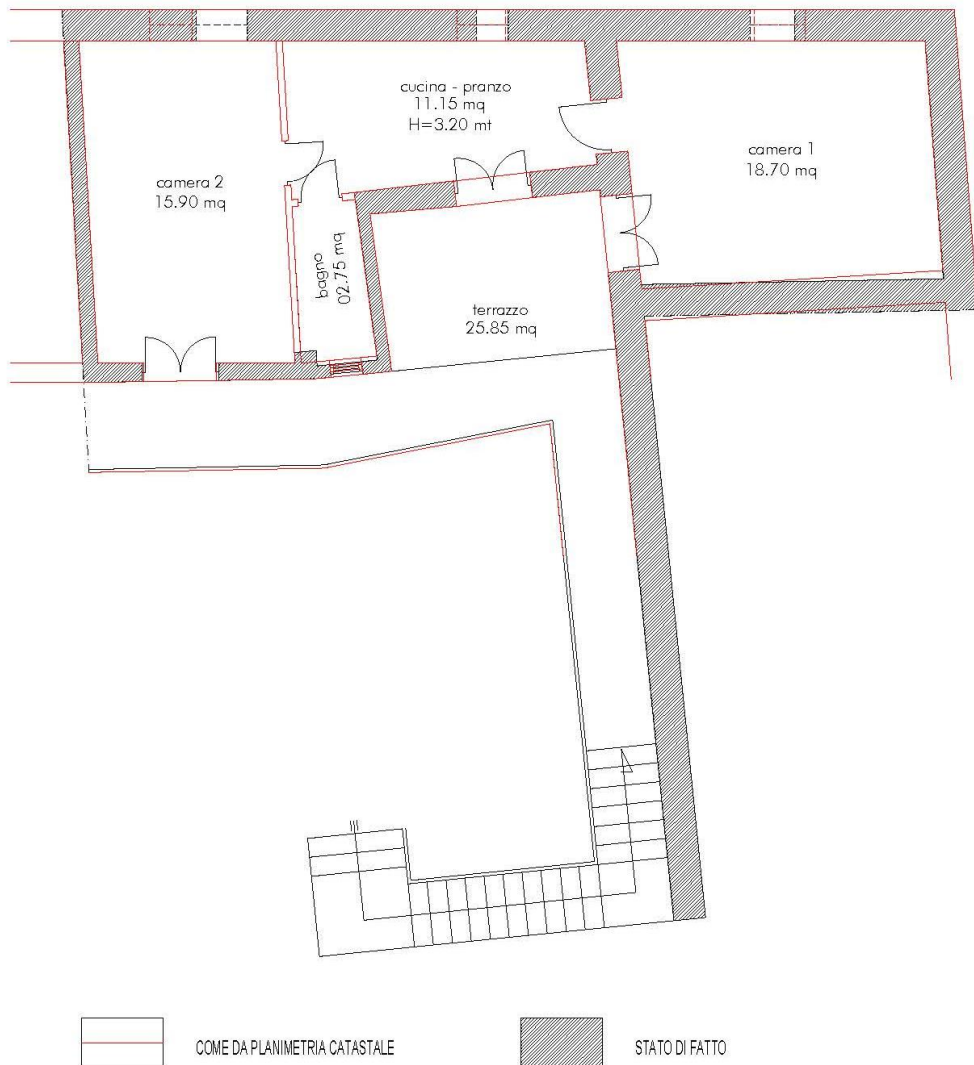 cucina - pranzo
11.15 mq
H=3.20 mt
camera 1
18.70 mq
camera 2
15.90 mq
bagno
02.75 mq
terrazzo
25.85 mq
COME DA PLANIMETRIA CATASTALE
STATO DI FATTO